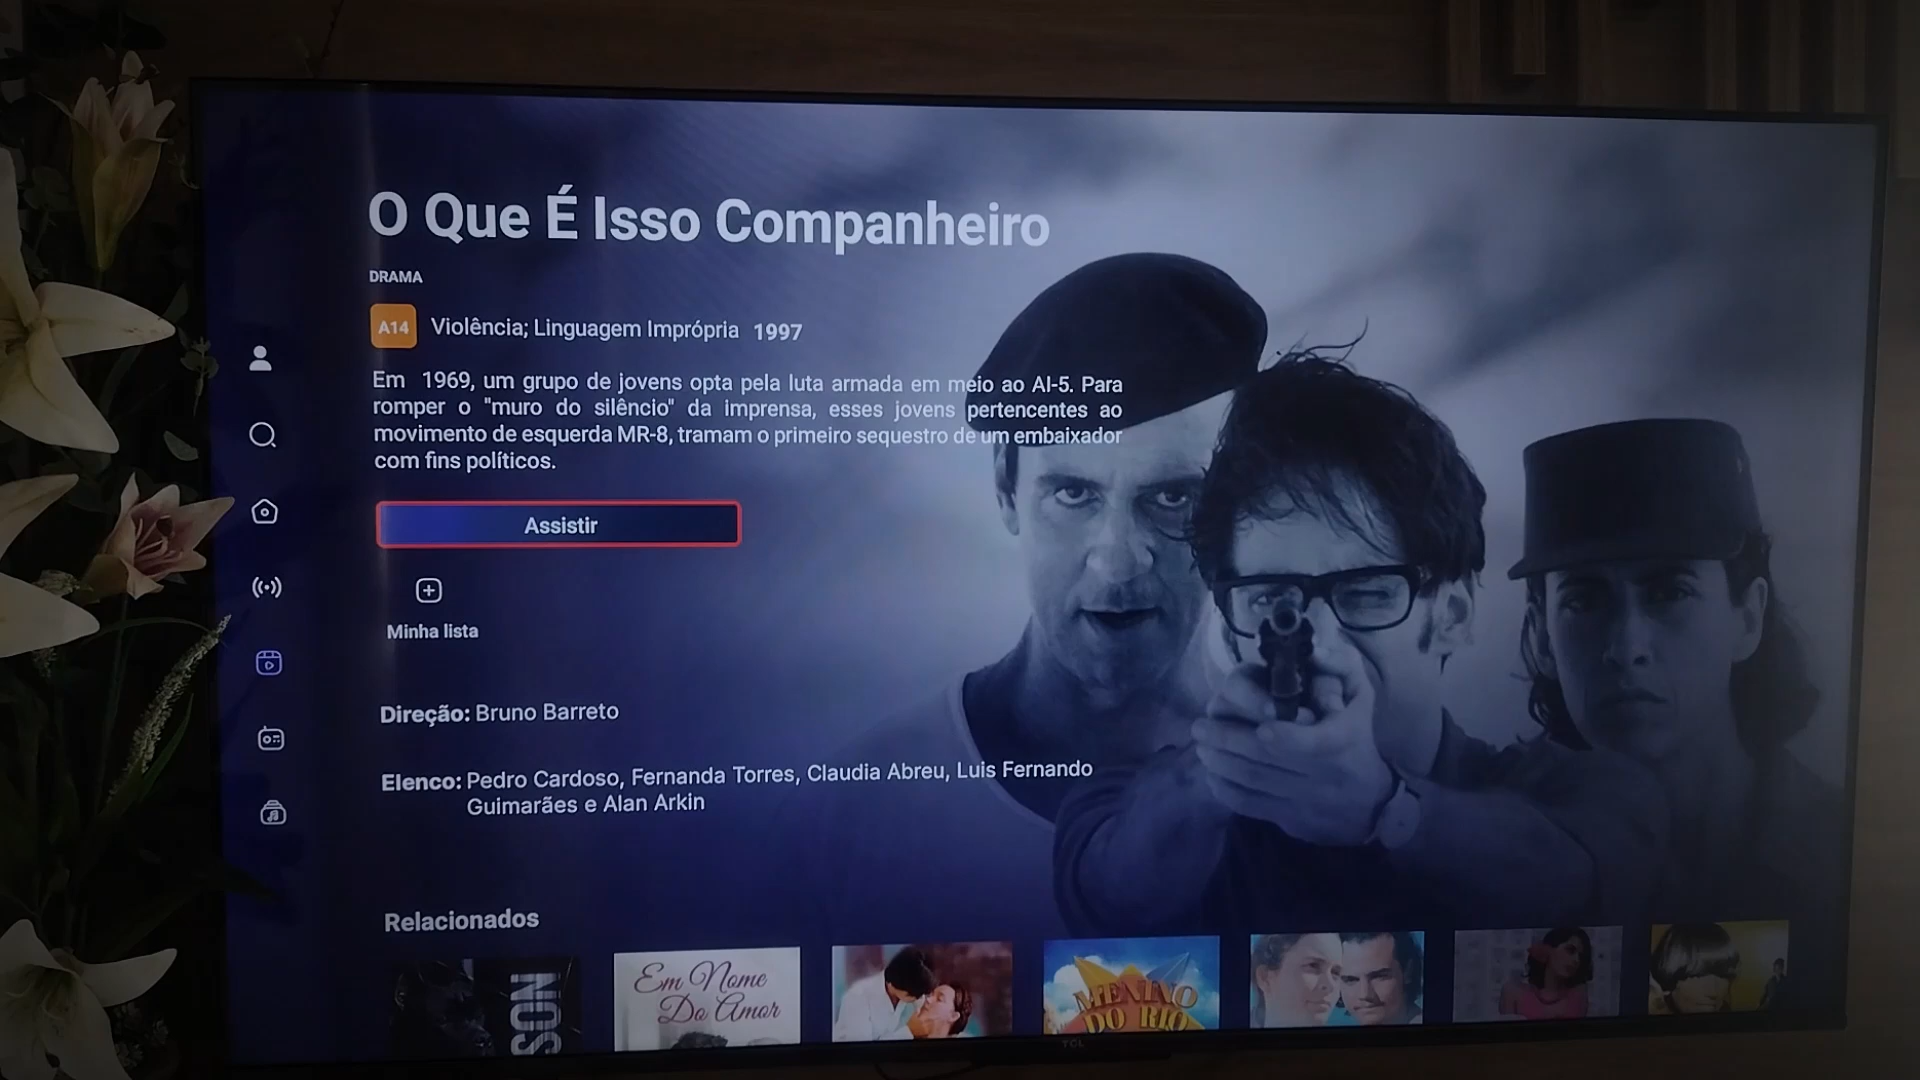 O Que É Isso Companheiro
DRAMA
A14 Violência; Linguagem Imprópria 1997
Em 1969, um grupo de jovens opta pela luta armada em meio ao AI-5. Para
romper o "muro do silêncio" da imprensa, esses jovens pertencentes ao
movimento de esquerda MR-8, tramam o primeiro sequestro de um embaixador
com fins políticos.
Assistir
Minha lista
Direção: Bruno Barreto
Elenco: Pedro Cardoso, Fernanda Torres, Claudia Abreu, Luis Fernando
Guimarães e Alan Arkin
Relacionados
SON
Em Nome
Do Amor
MENINO
DO RIO
TCL